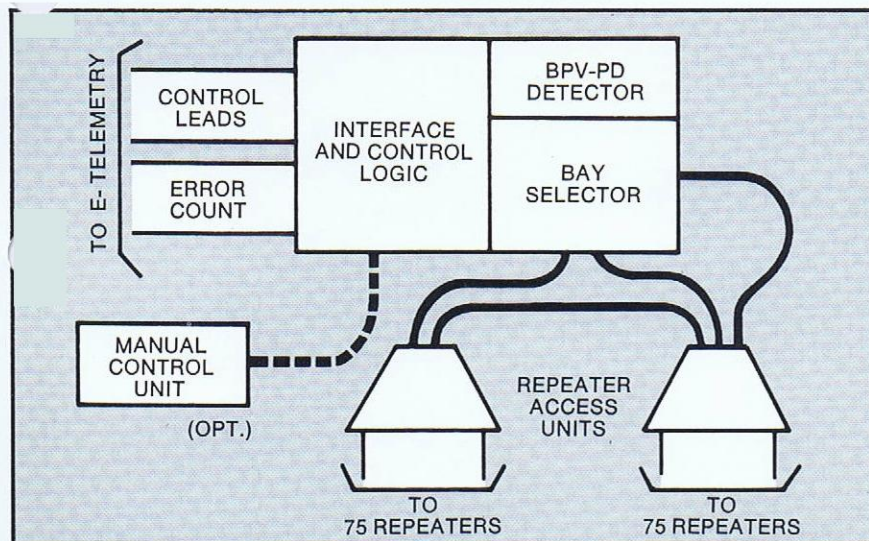 TO E- TELEMETRY
CONTROL
LEADS
ERROR
COUNT
INTERFACE
AND CONTROL
LOGIC
BPV-PD
DETECTOR
BAY
SELECTOR
MANUAL
CONTROL
UNIT
(OPT.)
REPEATER
ACCESS
UNITS
TO
75 REPEATERS
TO
75 REPEATERS